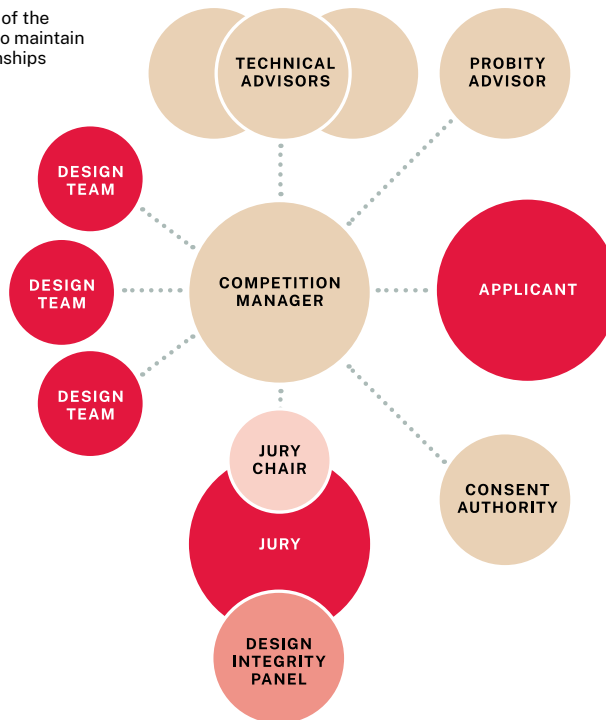 of the
o maintain
nships
TECHNICAL
ADVISORS
PROBITY
ADVISOR
DESIGN
TEAM
DESIGN
TEAM
DESIGN
TEAM
COMPETITION
MANAGER
APPLICANT
JURY
CHAIR
CONSENT
AUTHORITY
JURY
DESIGN
INTEGRITY
PANEL